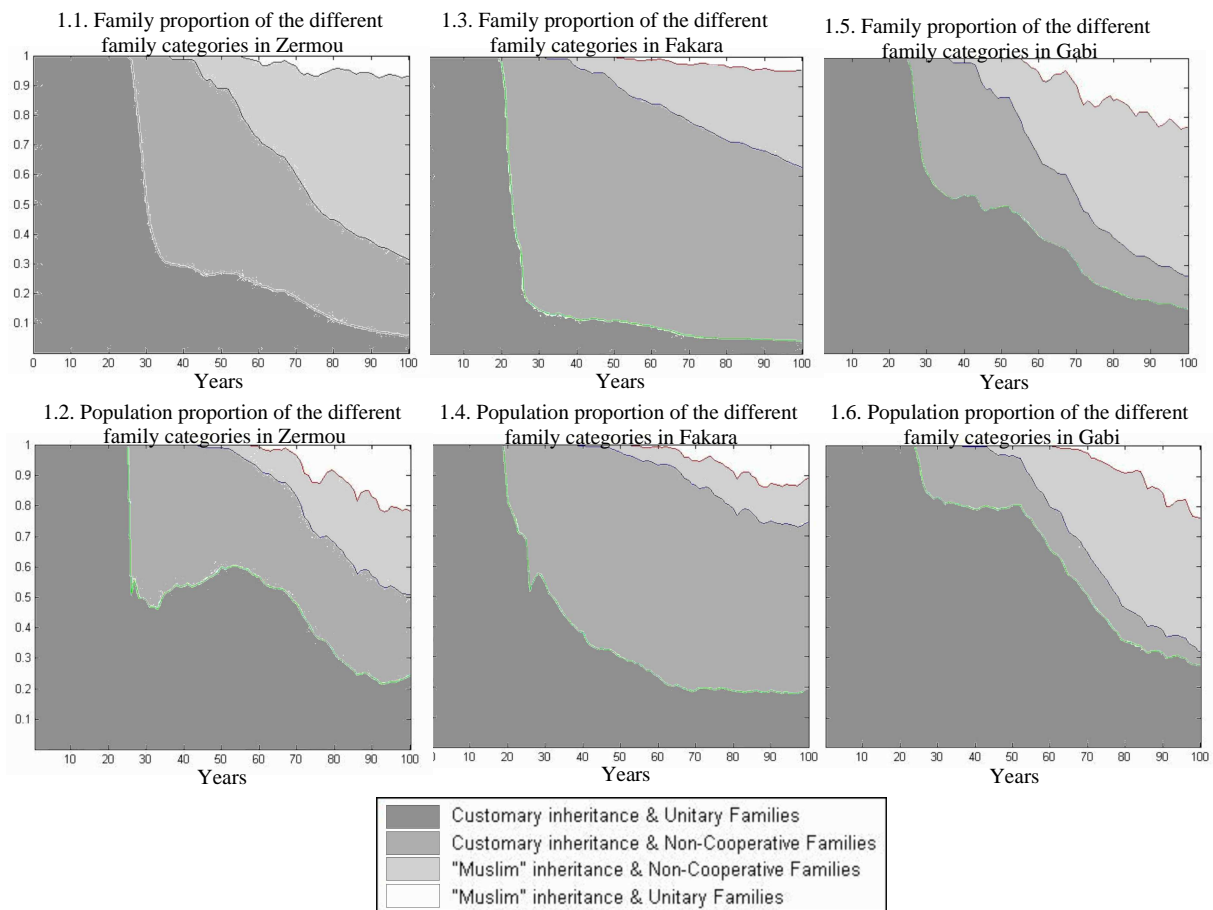 1.1. Family proportion of the different
family categories in Zermou
1
0.9
0.8
0.7
0.6
0.5
0.4
0.3
0.2
0.1
0 10 20 30 40 50 60 70 80 90 100
Years
1.3. Family proportion of the different
family categories in Fakara
10 20 30 40 50 60 70 80 90 100
Years
1.5. Family proportion of the different
family categories in Gabi
10 20 30 40 50 60 70 80 90 100
Years
1.2. Population proportion of the different
family categories in Zermou
1
0.9
0.8
0.7
0.6
0.5
0.4
0.3
0.2
0.1
10 20 30 40 50 60 70 80 90 100
Years
1.4. Population proportion of the different
family categories in Fakara
10 20 30 40 50 60 70 80 90 100
Years
1.6. Population proportion of the different
family categories in Gabi
10 20 30 40 50 60 70 80 90 100
Years
Customary inheritance & Unitary Families
Customary inheritance & Non-Cooperative Families
"Muslim" inheritance & Non-Cooperative Families
"Muslim" inheritance & Unitary Families